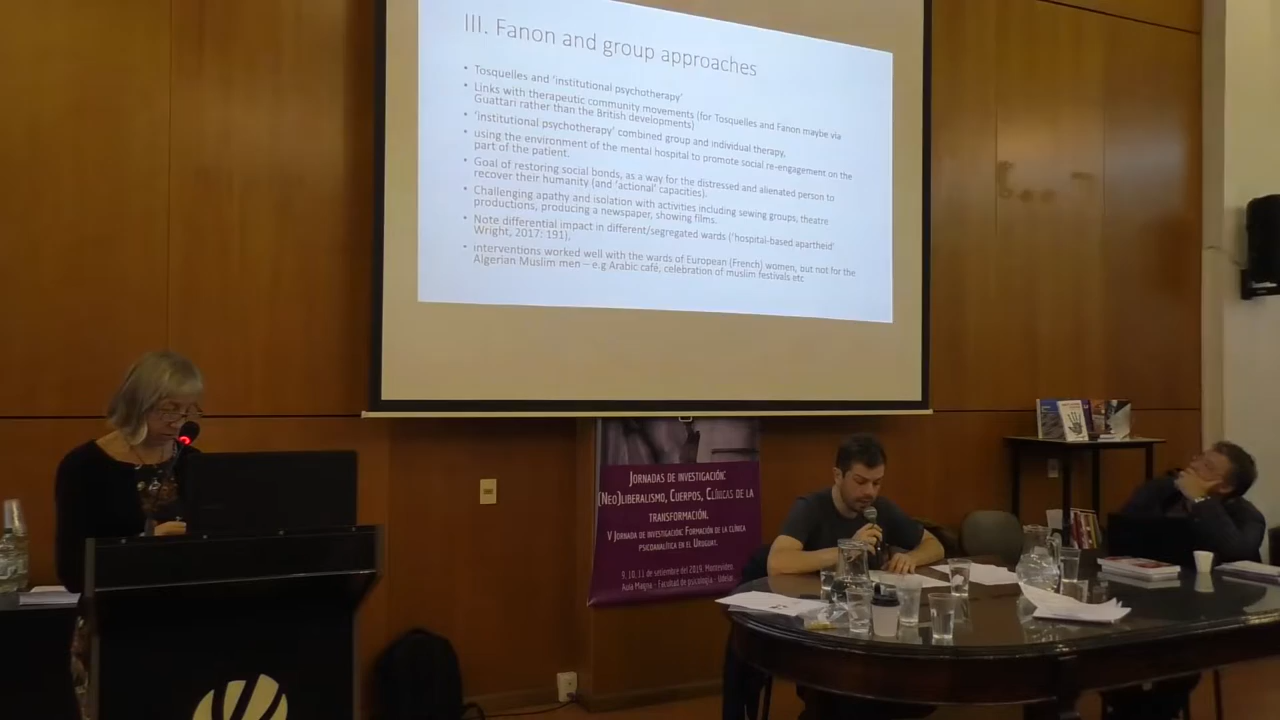 III. Fanon and group approaches
• Tosquelles and 'institutional psychotherapy'
• Links with therapeutic community movements (for Tosquelles and Fanon maybe via
Guattari rather than the British developments)
• 'institutional psychotherapy' combined group and individual therapy,
• using the environment of the mental hospital to promote social re-engagement on the
part of the patient.
• Goal of restoring social bonds, as a way for the distressed and alienated person to
recover their humanity (and 'actional' capacities).
• Challenging apathy and isolation with activities including sewing groups, theatre
productions, producing a newspaper, showing films.
• Note differential impact in different/segregated wards ('hospital-based apartheid'
Wright, 2017: 191),
• interventions worked well with the wards of European (French) women, but not for the
Algerian Muslim men – e.g Arabic café, celebration of muslim festivals etc
Jornadas de investigación:
(Neo)liberalismo, Cuerpos, Clínicas de la
transformación.
V Jornada de investigación: Formación de la clínica
psicoanalítica en el Uruguay.
9, 10, 11 de setiembre del 2019, Montevideo
Aula Magna - Facultad de psicología - Udelar